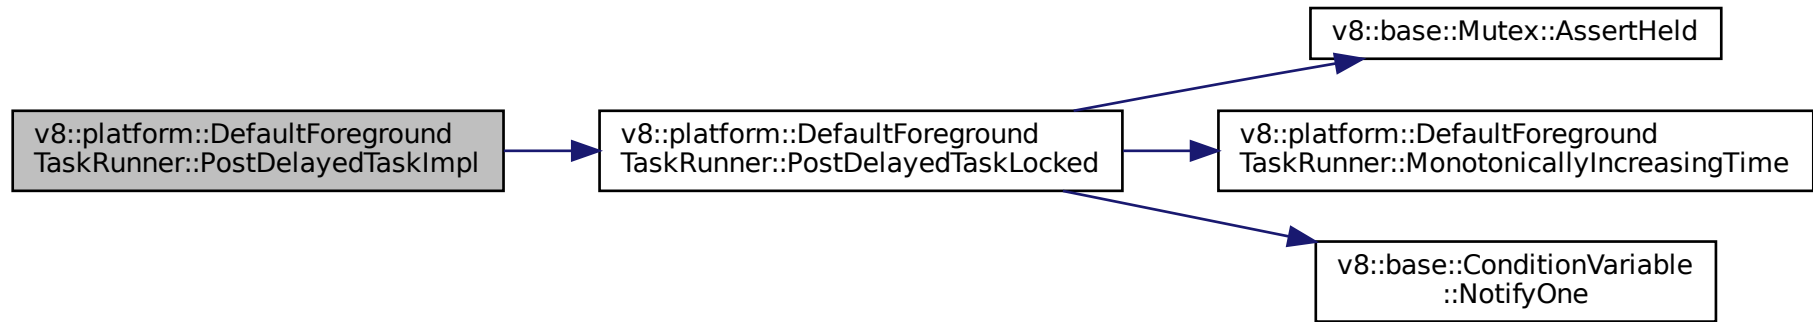 v8::platform::DefaultForeground
TaskRunner::PostDelayedTaskImpl
v8::platform::DefaultForeground
TaskRunner::PostDelayedTaskLocked
v8::base::Mutex::AssertHeld
v8::platform::DefaultForeground
TaskRunner::MonotonicallyIncreasingTime
v8::base::ConditionVariable
::NotifyOne